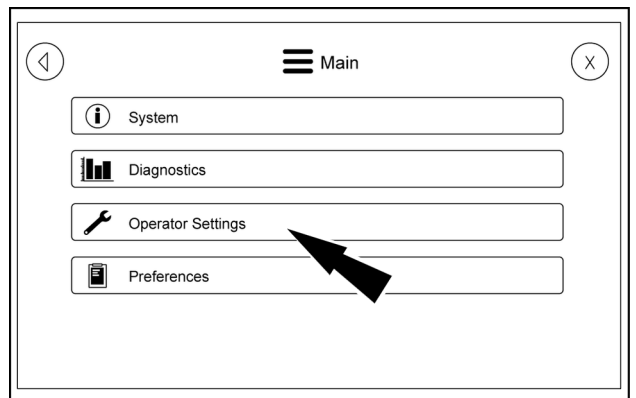 Main
X
System
Diagnostics
Operator Settings
Preferences